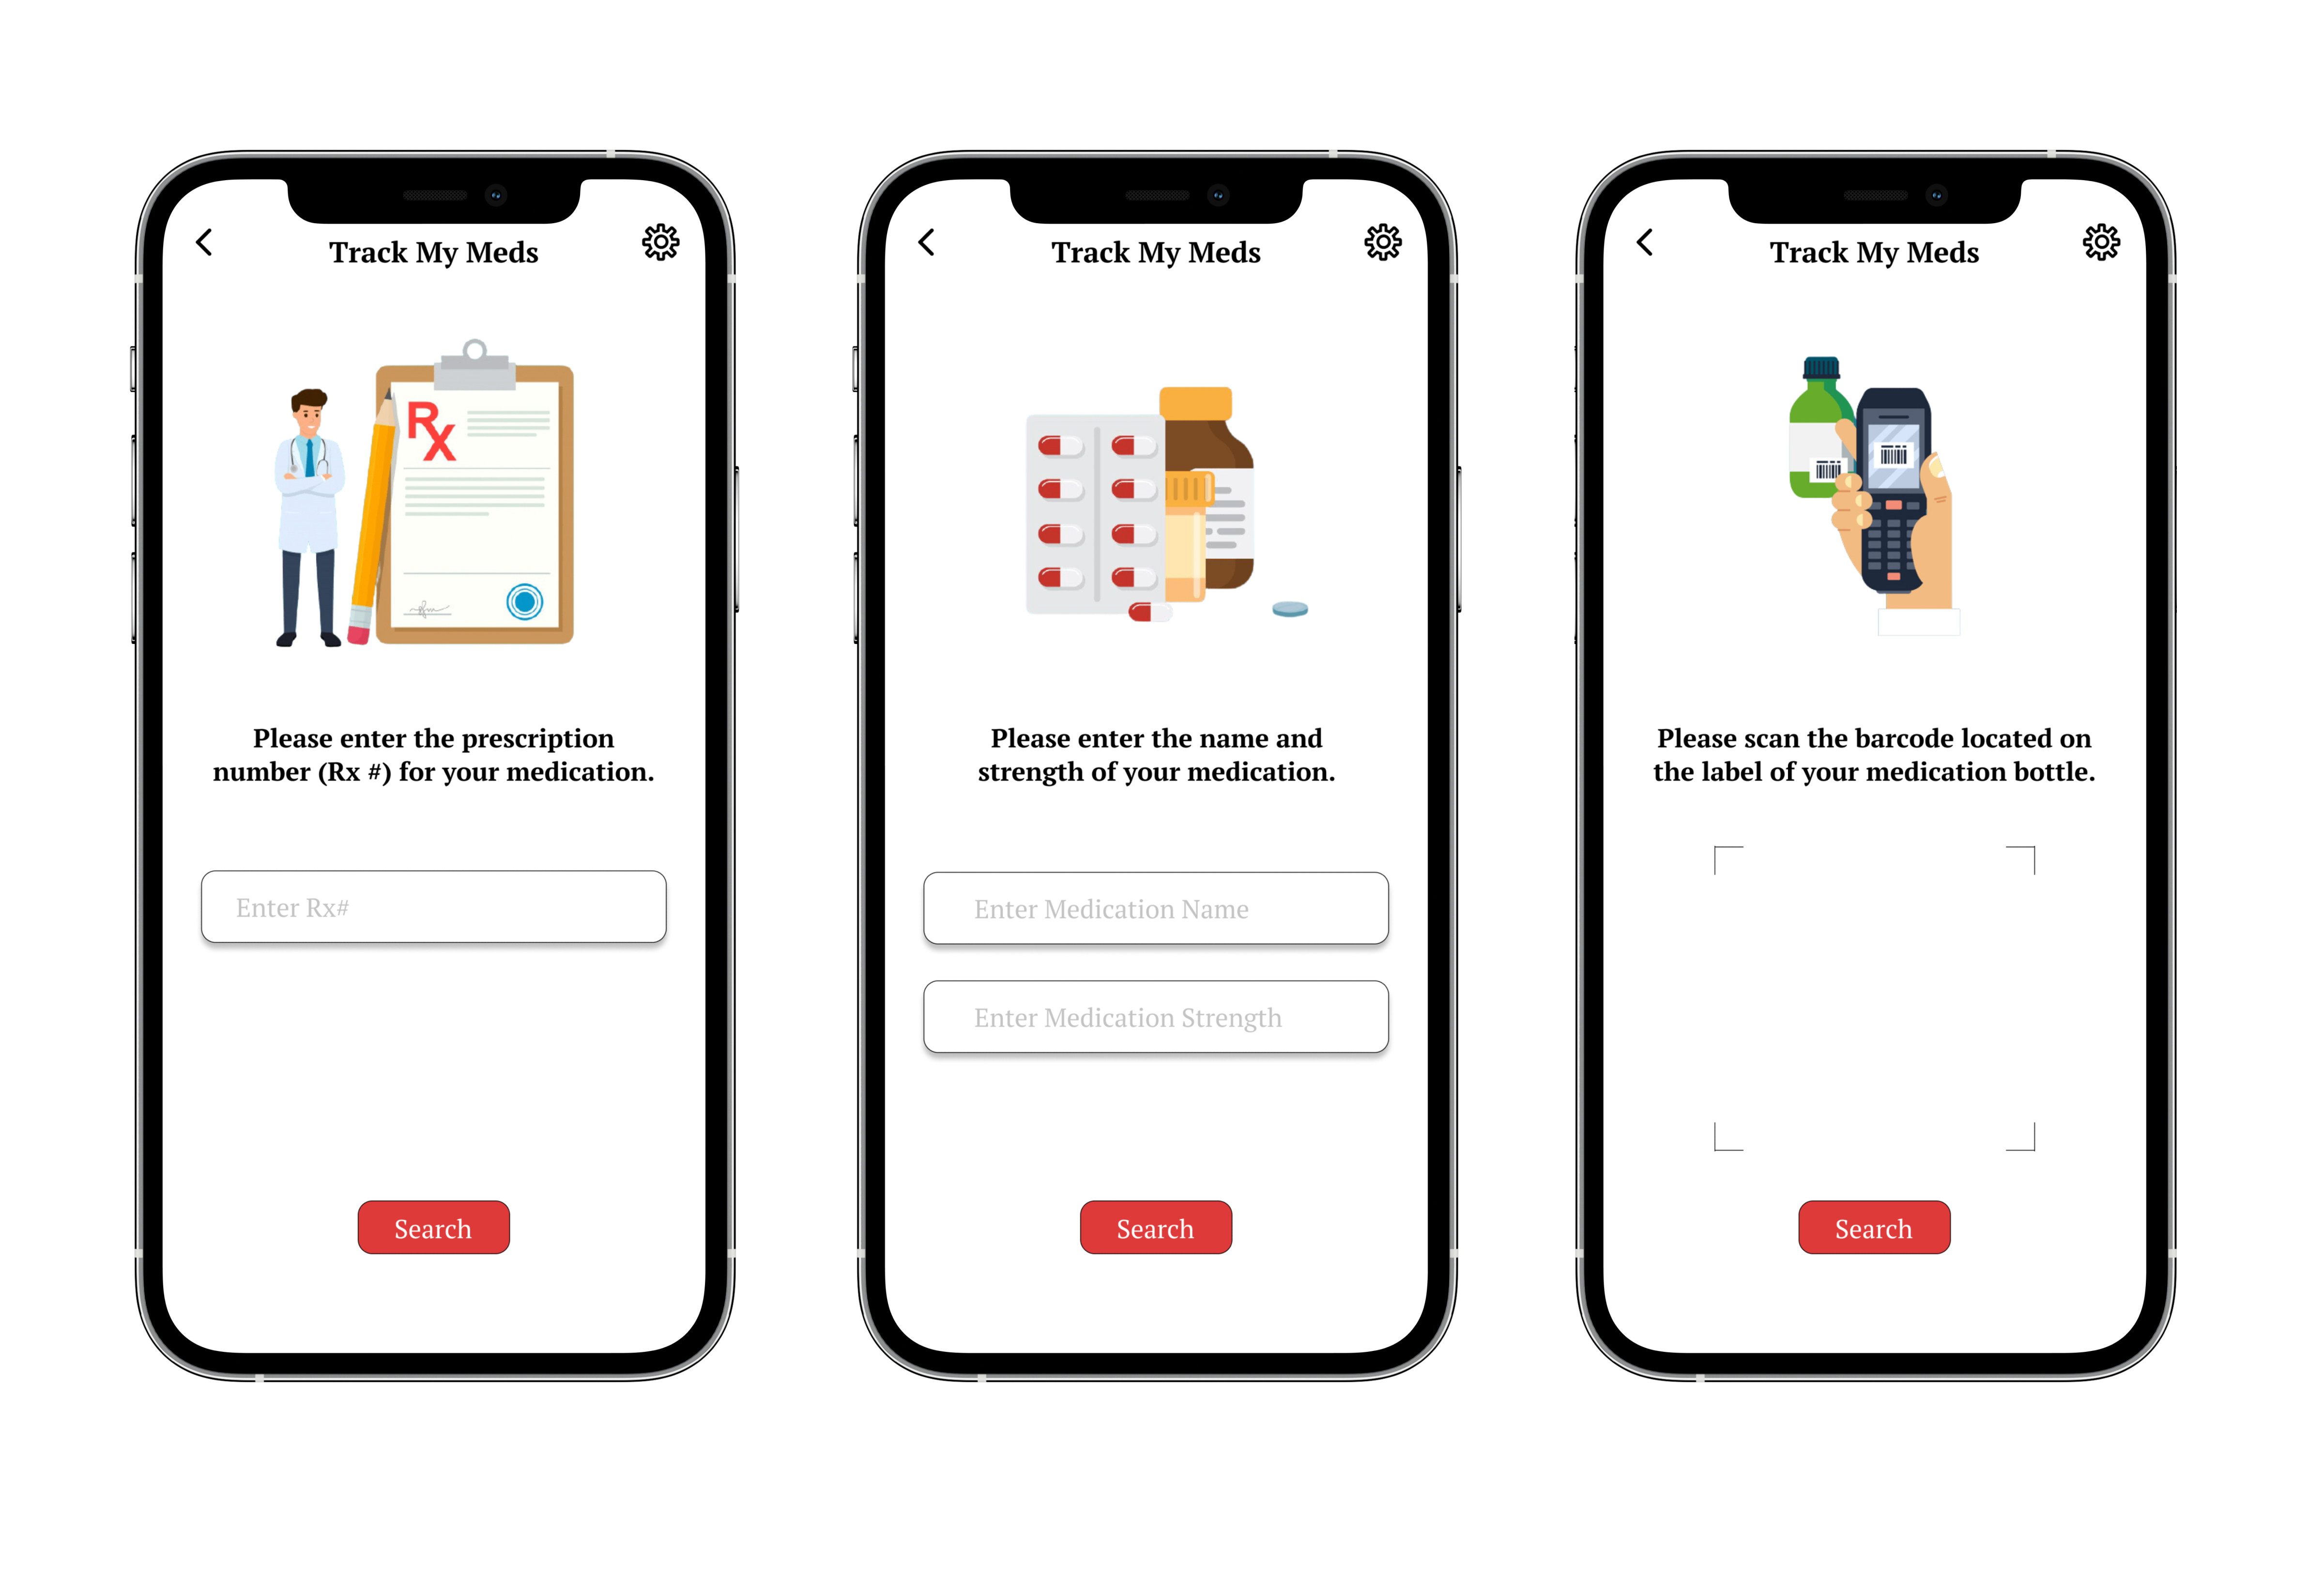 Track My Meds
Rx
Please enter the prescription
number (Rx #) for your medication.
Enter Rx#
Search
Track My Meds
Please enter the name and
strength of your medication.
Enter Medication Name
Enter Medication Strength
Search
Track My Meds
Please scan the barcode located on
the label of your medication bottle.
Search